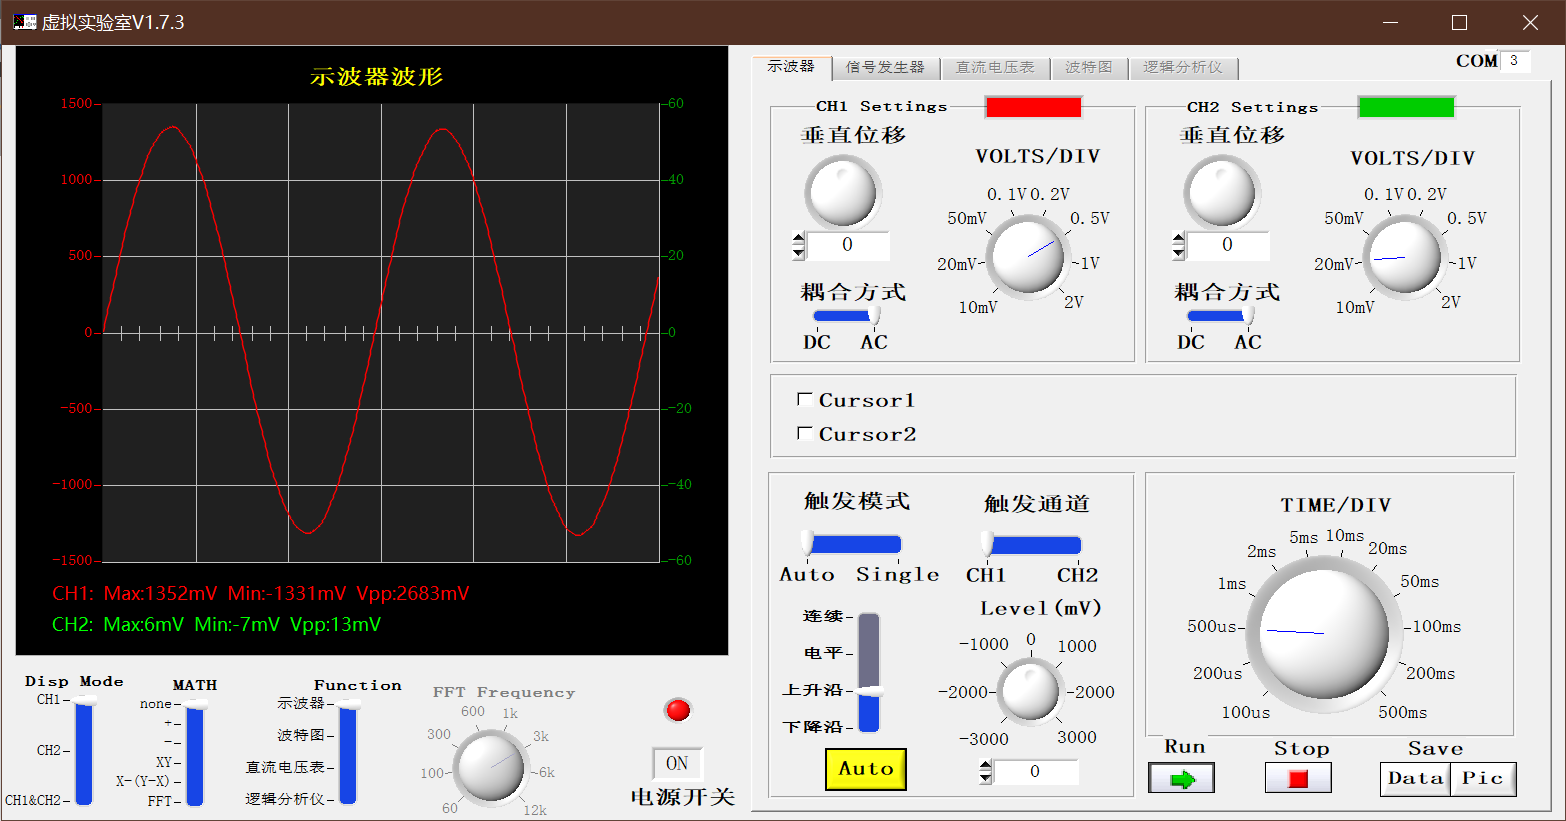 虚拟实验室V1.7.3
示波器波形
1500
1000
500
0
-500
-1000
-1500
60
40
20
0
-20
-40
-60
CH1: Max:1352mV Min:-1331mV Vpp:2683mV
CH2: Max:6mV Min:-7mV Vpp:13mV
Disp Mode
CH1
CH2
CH1&CH2
MATH
none
+
-
XY
X-(Y-X)
FFT
Function
示波器
波特图
直流电压表
逻辑分析仪
FFT Frequency
60
100
300
600
1k
3k
6k
12k
ON
电源开关
示波器 信号发生器 直流电压表 波特图 逻辑分析仪
COM 3
CH1 Settings
垂直位移
0
耦合方式
DC AC
VOLTS/DIV
10mV
20mV
50mV
0.1V
0.2V
0.5V
1V
2V
CH2 Settings
垂直位移
0
耦合方式
DC AC
VOLTS/DIV
10mV
20mV
50mV
0.1V
0.2V
0.5V
1V
2V
Cursor1
Cursor2
触发模式
Auto Single
触发通道
CH1 CH2
连续
电平
上升沿
下降沿
Auto
Level(mV)
-3000
-2000
-1000
0
1000
2000
3000
0
TIME/DIV
100us
200us
500us
1ms
2ms
5ms
10ms
20ms
50ms
100ms
200ms
500ms
Run
Stop
Save
Data Pic